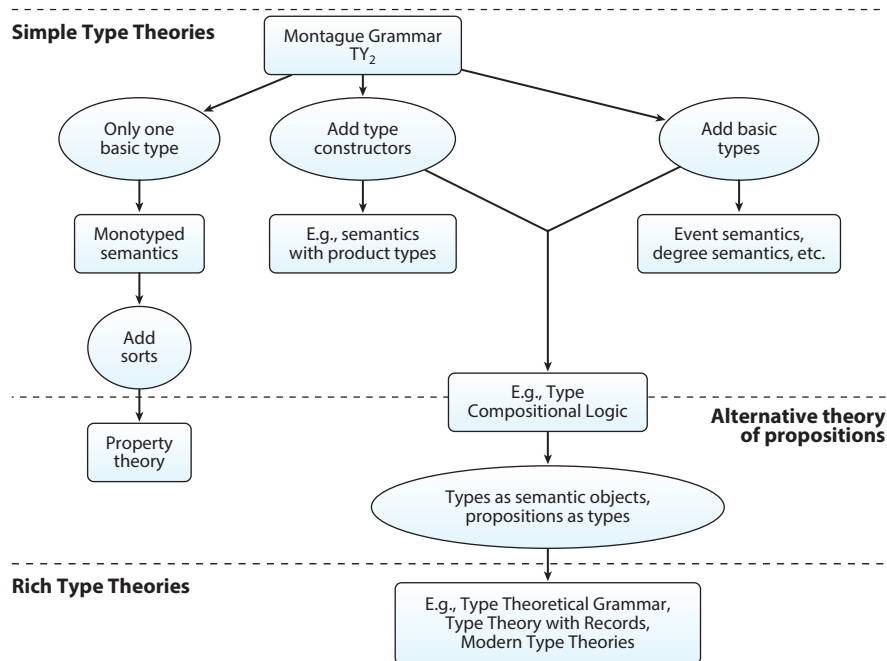 Simple Type Theories
Montague Grammar
TY₂
Only one
basic type
Add type
constructors
Add basic
types
Monotyped
semantics
E.g., semantics
with product types
Event semantics,
degree semantics, etc.
Add
sorts
E.g., Type
Compositional Logic
Alternative theory
of propositions
Property
theory
Types as semantic objects,
propositions as types
Rich Type Theories
E.g., Type Theoretical Grammar,
Type Theory with Records,
Modern Type Theories